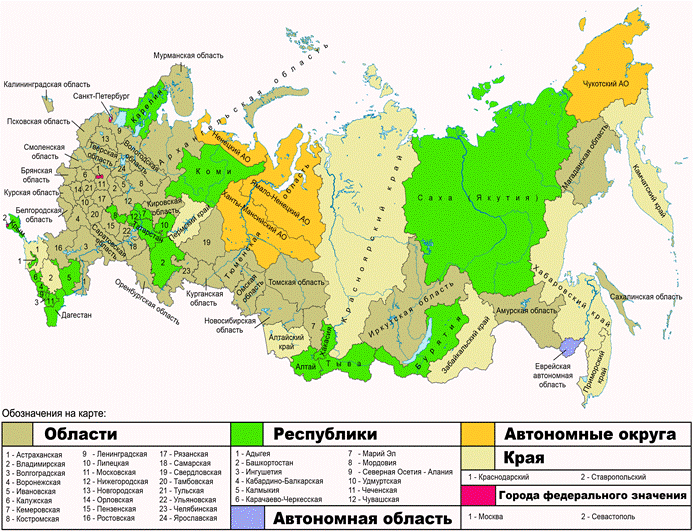 Мурманская область
Калининградская область
Санкт-Петербург
Карелия
Чукотский АО
Псковская область
Архангельская область
Ненецкий АО
Вологодская область
Тверская область
Смоленская область
Брянская область
Курская область
Белгородская область
Коми
Ямало-Ненецкий АО
Кировская область
Ханты-Мансийский АО
Пермский край
Татарстан
Крым
Саратовская область
Тюменская область
Красноярский край
Саха (Якутия)
Магаданская область
Камчатский край
Оренбургская область
Курганская область
Омская область
Томская область
Новосибирская область
Иркутская область
Хабаровский край
Сахалинская область
Амурская область
Дагестан
Алтайский край
Алтай
Хакасия
Тыва
Бурятия
Забайкальский край
Еврейская автономная область
Приморский край
Обозначения на карте:
Области
1 - Астраханская
2 - Владимирская
3 - Волгоградская
4 - Воронежская
5 - Ивановская
6 - Калужская
7 - Кемеровская
8 - Костромская
9 - Ленинградская
10 - Липецкая
11 - Московская
12 - Нижегородская
13 - Новгородская
14 - Орловская
15 - Пензенская
16 - Ростовская
17 - Рязанская
18 - Самарская
19 - Свердловская
20 - Тамбовская
21 - Тульская
22 - Ульяновская
23 - Челябинская
24 - Ярославская
Республики
1 - Адыгея
2 - Башкортостан
3 - Ингушетия
4 - Кабардино-Балкарская
5 - Калмыкия
6 - Карачаево-Черкесская
7 - Марий Эл
8 - Мордовия
9 - Северная Осетия - Алания
10 - Удмуртская
11 - Чеченская
12 - Чувашская
Автономная область
Автономные округа
Края
1 - Краснодарский
2 - Ставропольский
Города федерального значения
1 - Москва
2 - Севастополь